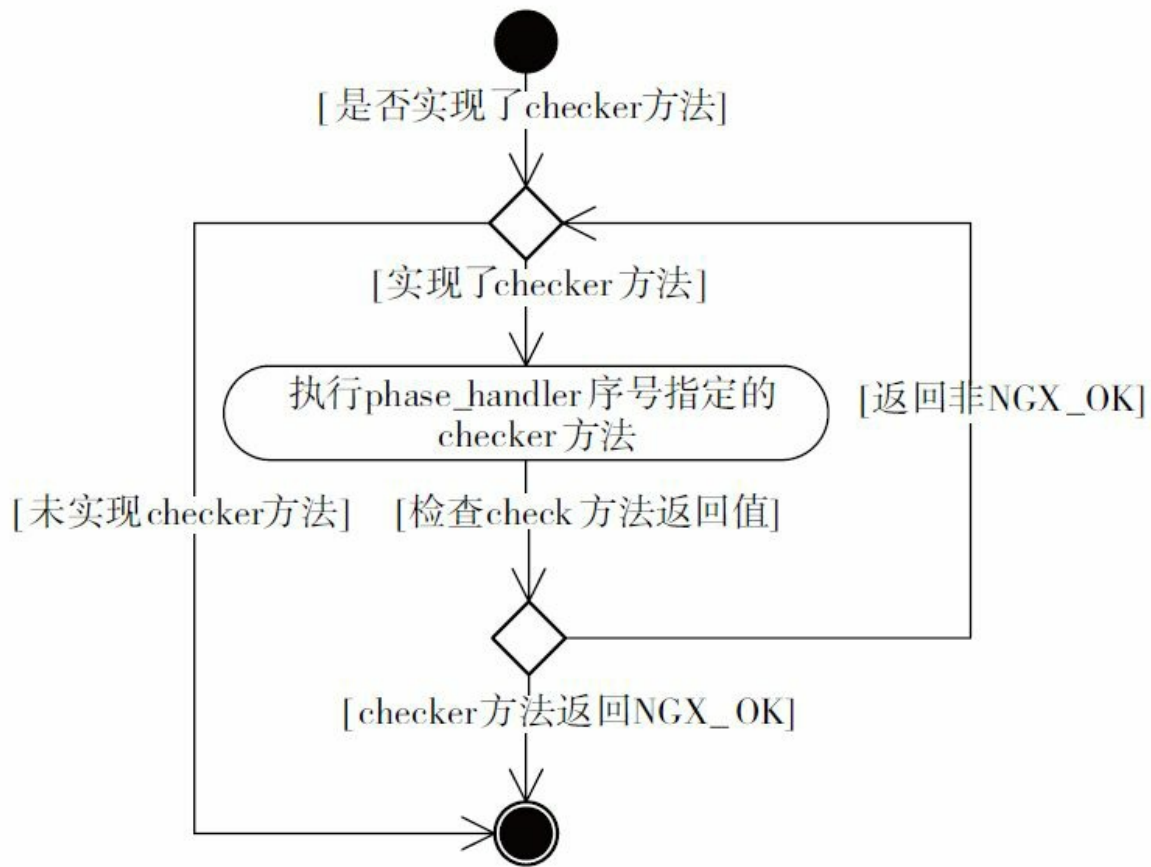 [是否实现了checker方法]
[实现了checker方法]
执行phase_handler序号指定的
checker方法
[返回非NGX_OK]
[未实现checker方法]
[检查check方法返回值]
[checker方法返回NGX_OK]